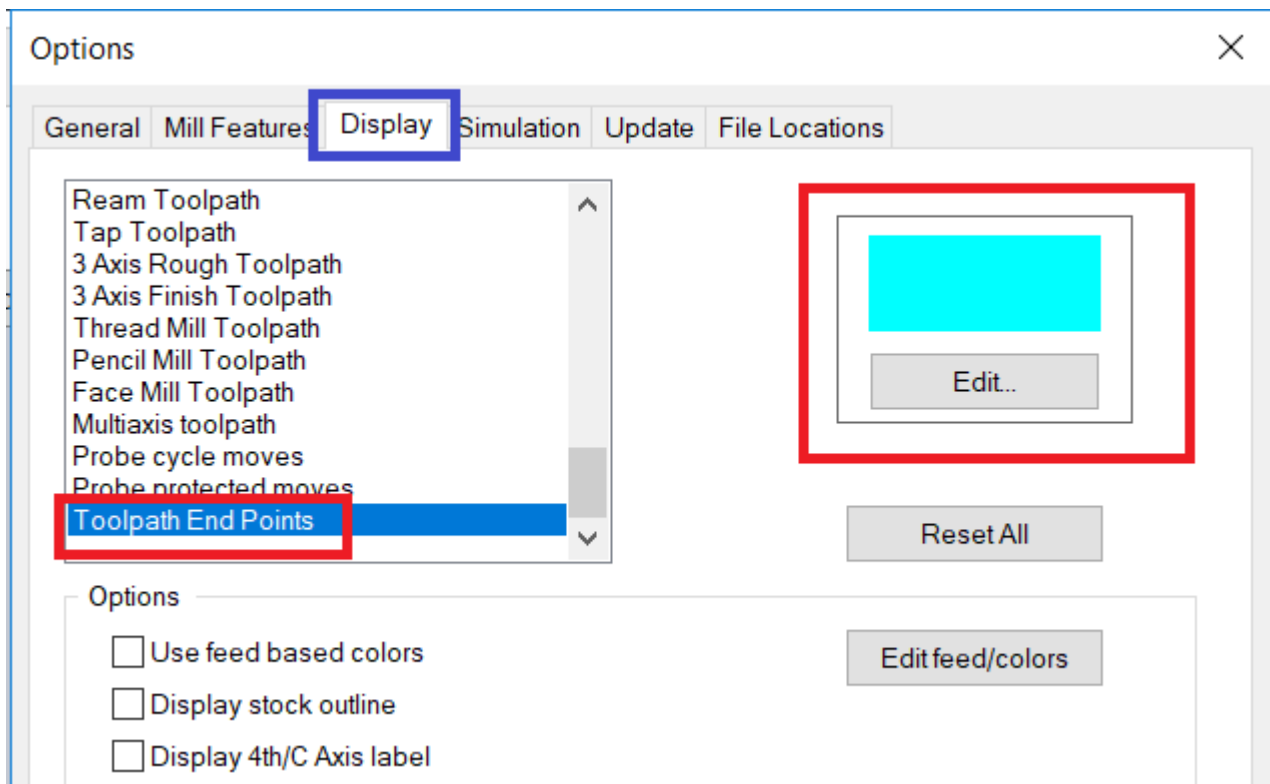 Options
General Mill Features Display Simulation Update File Locations
Ream Toolpath
Tap Toolpath
3 Axis Rough Toolpath
3 Axis Finish Toolpath
Thread Mill Toolpath
Pencil Mill Toolpath
Face Mill Toolpath
Multiaxis toolpath
Probe cycle moves
Probe protected moves
Toolpath End Points
Edit...
Reset All
Options
Use feed based colors
Edit feed/colors
Display stock outline
Display 4th/C Axis label